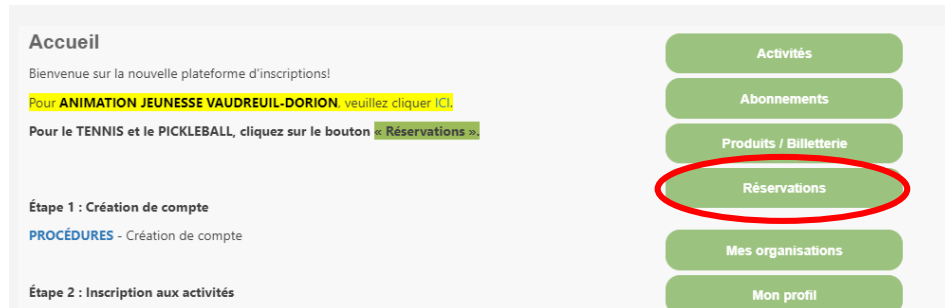 Accueil
Bienvenue sur la nouvelle plateforme d'inscriptions!
Pour ANIMATION JEUNESSE VAUDREUIL-DORION, veuillez cliquer ICI.
Pour le TENNIS et le PICKLEBALL, cliquez sur le bouton « Réservations ».
Étape 1 : Création de compte
PROCÉDURES - Création de compte
Étape 2 : Inscription aux activités
Activités
Abonnements
Produits / Billetterie
Réservations
Mes organisations
Mon profil